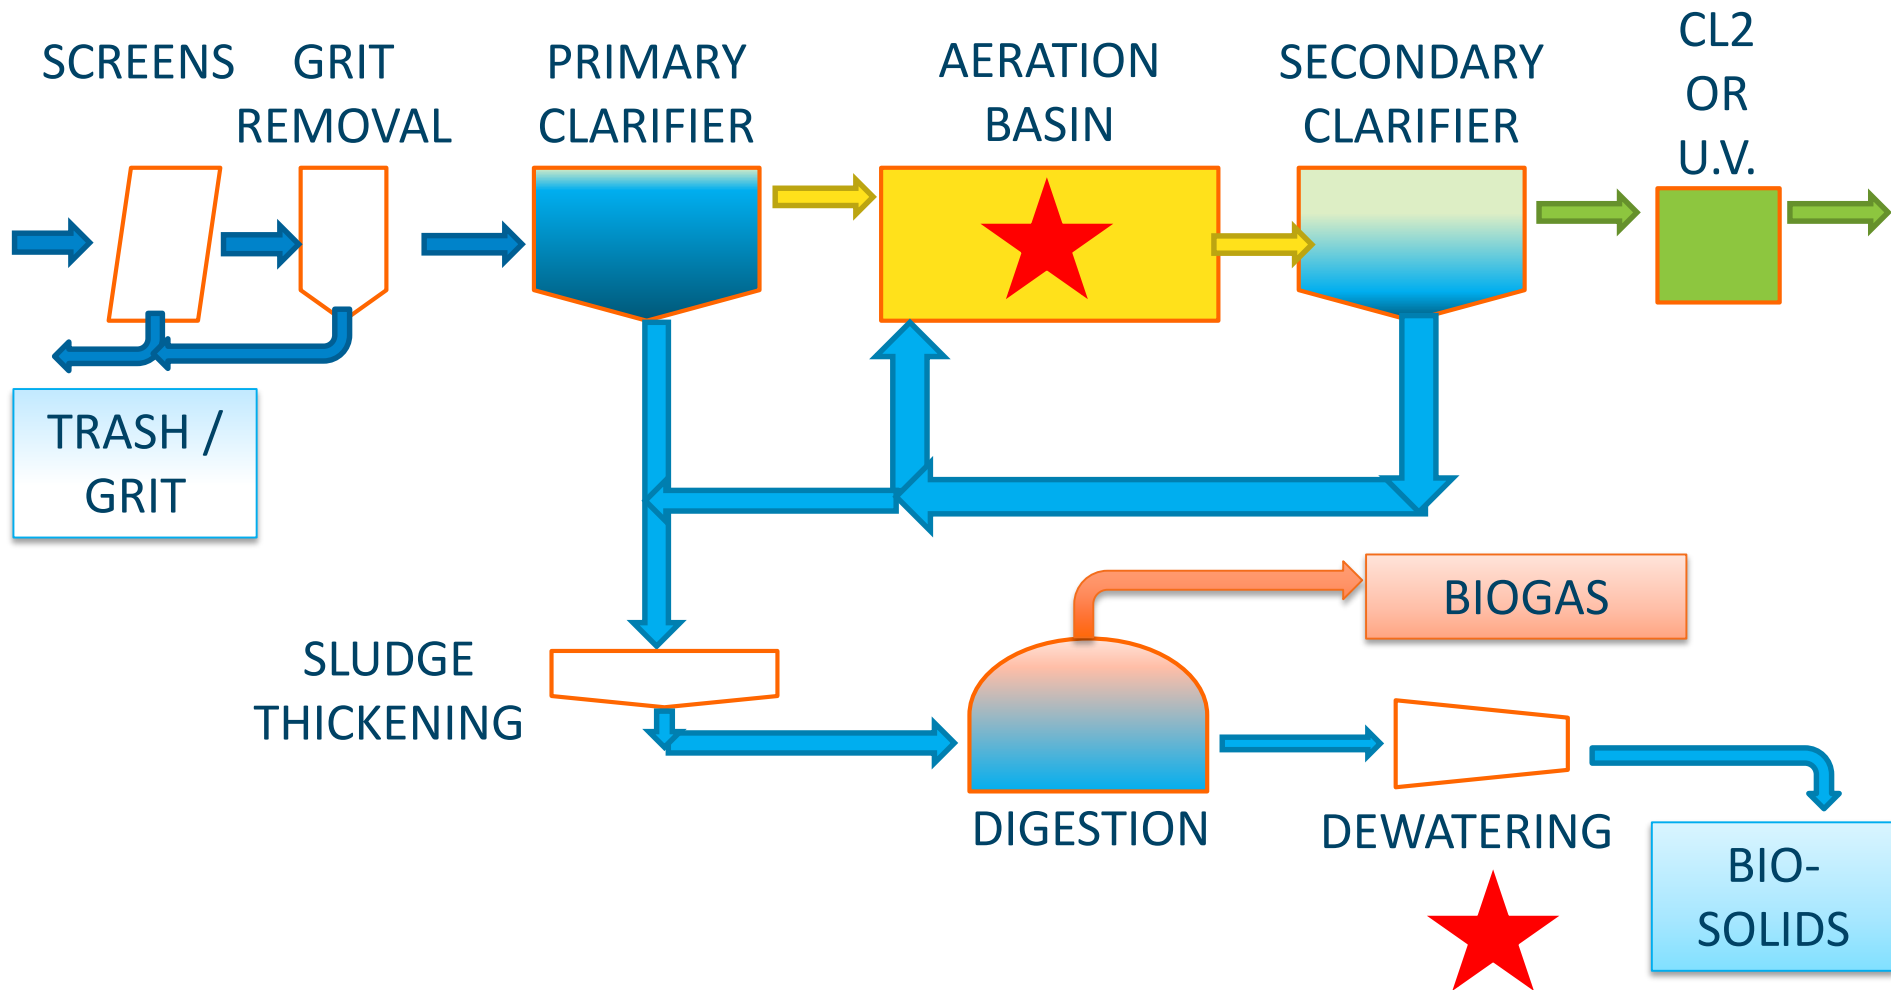 SCREENS
GRIT
REMOVAL
PRIMARY
CLARIFIER
AERATION
BASIN
SECONDARY
CLARIFIER
CL2
OR
U.V.
TRASH /
GRIT
BIOGAS
SLUDGE
THICKENING
DIGESTION
DEWATERING
BIO-
SOLIDS